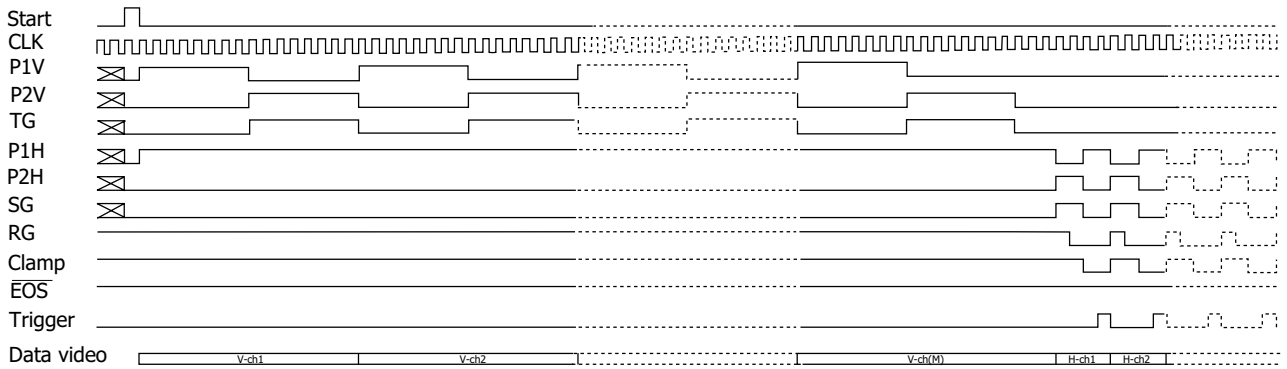 Start
CLK
P1V
P2V
TG
P1H
P2H
SG
RG
Clamp
EOS
Trigger
Data video V-ch1 V-ch2 V-ch(M) H-ch1 H-ch2